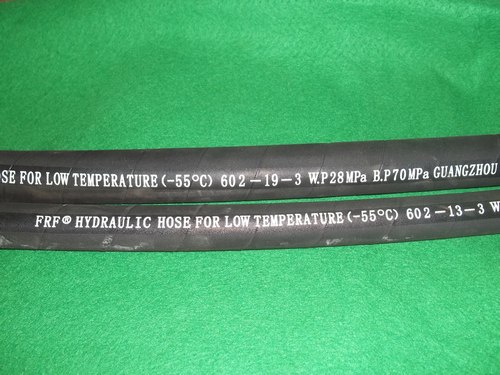 OSE FOR LOW TEMPERATURE (-55°C) 602-19-3 W.P28MPa B.P70MPa GUANGZHOU
FRF® HYDRAULIC HOSE FOR LOW TEMPERATURE (-55°C) 602-13-3 W